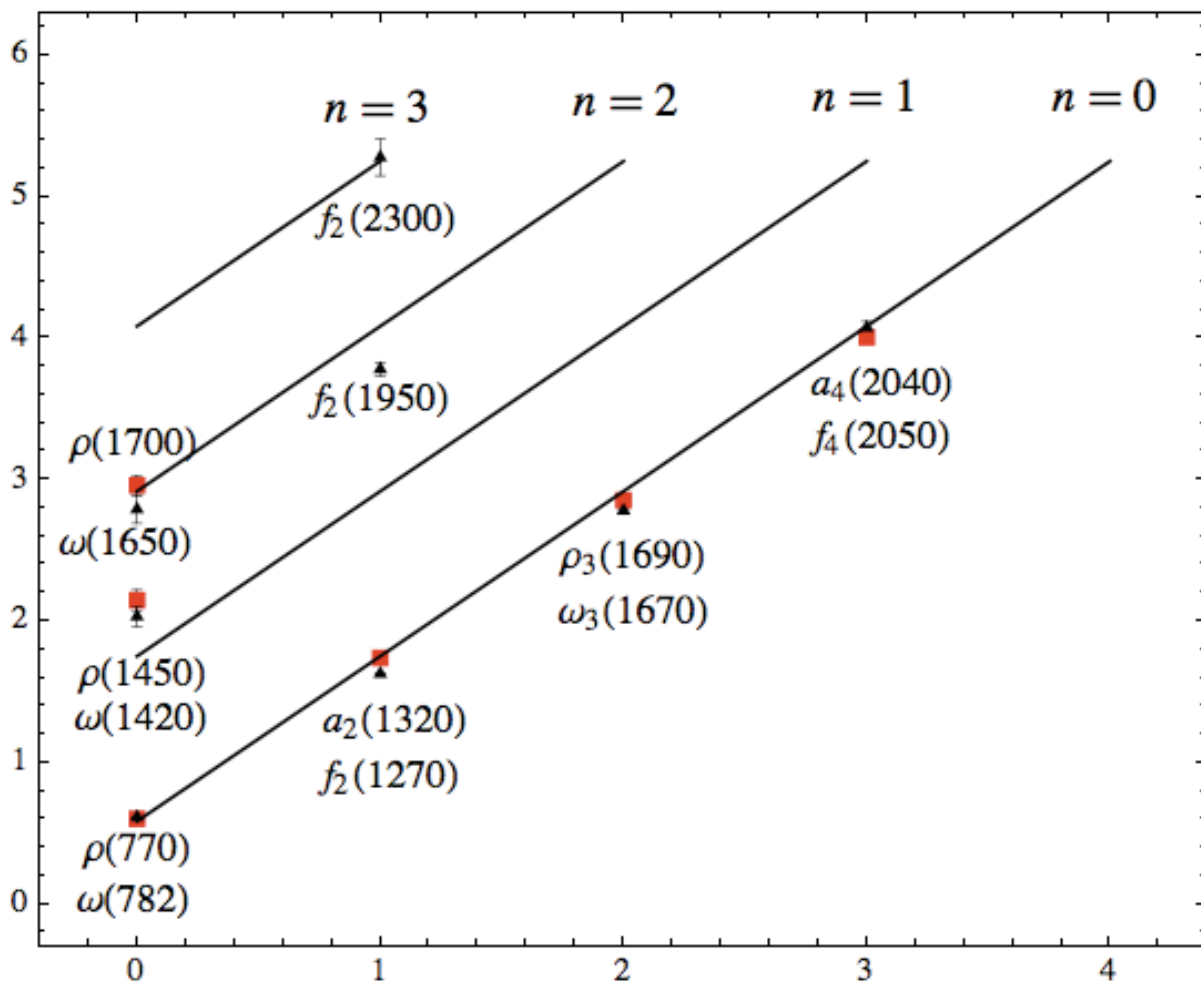 6
n = 3
n = 2
n = 1
n = 0
5
f₂(2300)
4
f₂(1950)
a₄(2040)
f₄(2050)
ρ(1700)
3
ω(1650)
ρ₃(1690)
ω₃(1670)
2
ρ(1450)
ω(1420)
a₂(1320)
f₂(1270)
1
ρ(770)
ω(782)
0
0 1 2 3 4